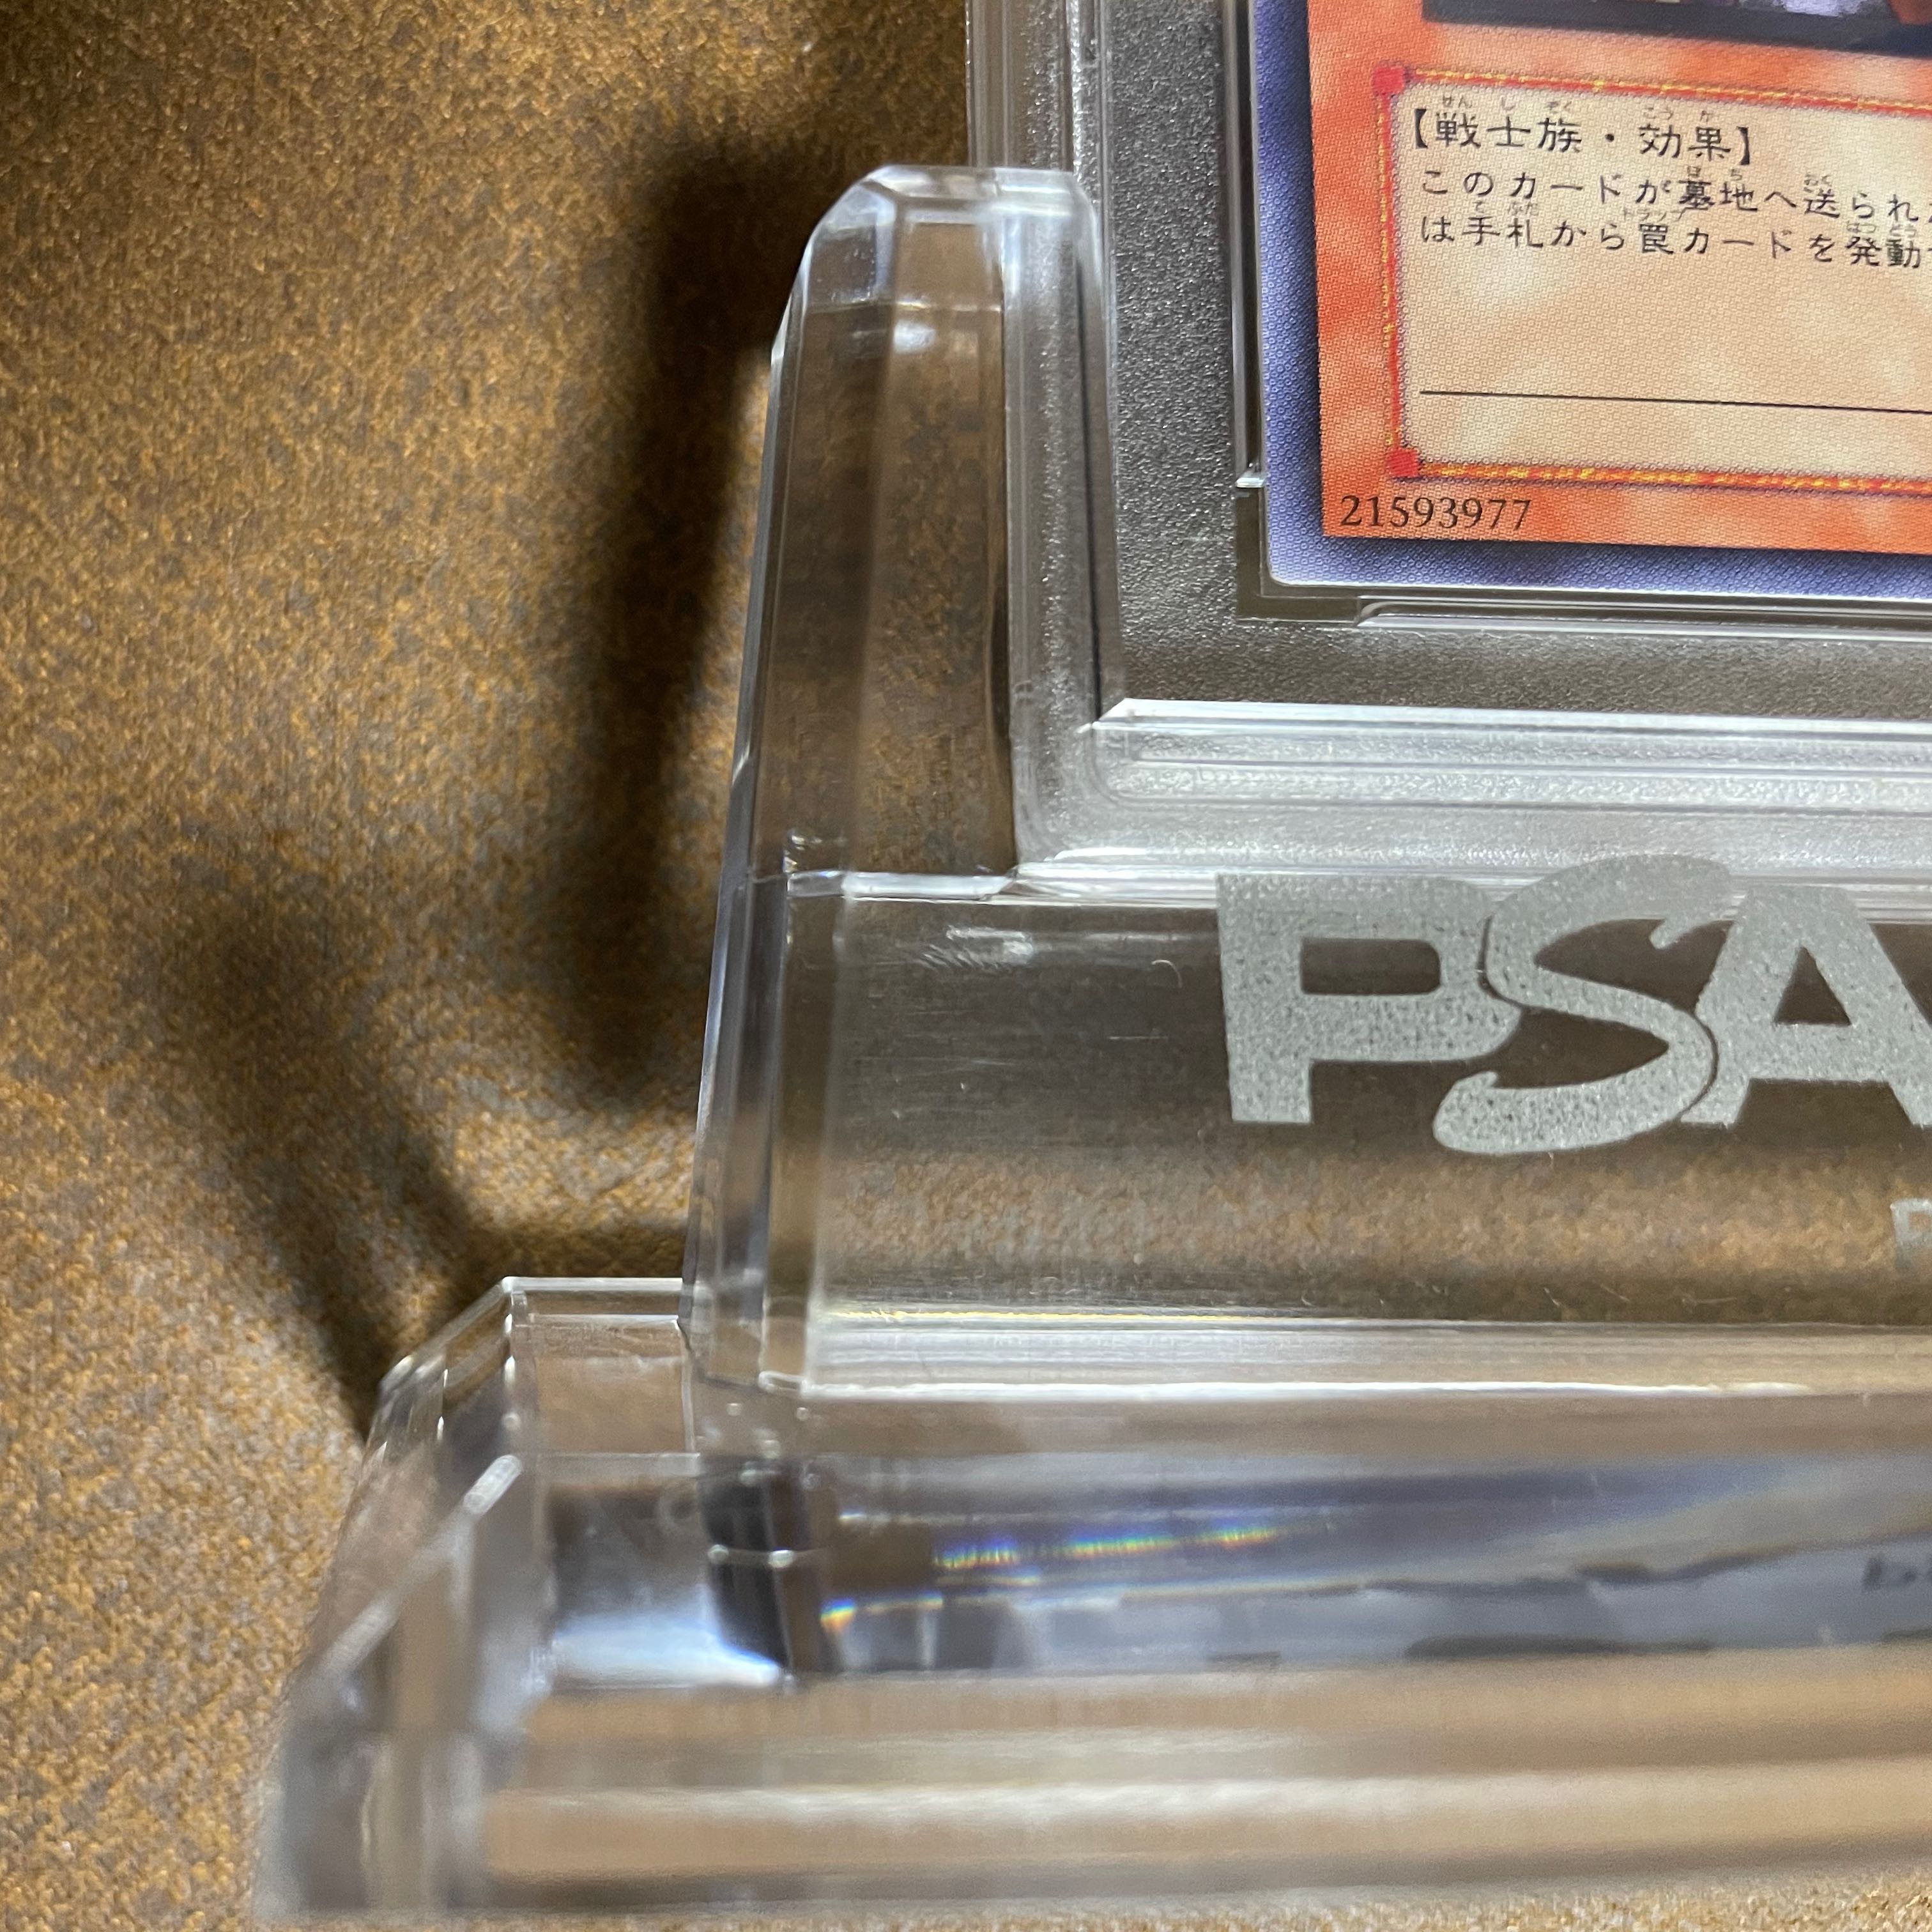 【戦士族・効果】
このカードが墓地へ送られ
は手札から罠カードを発動
21593977
PSA